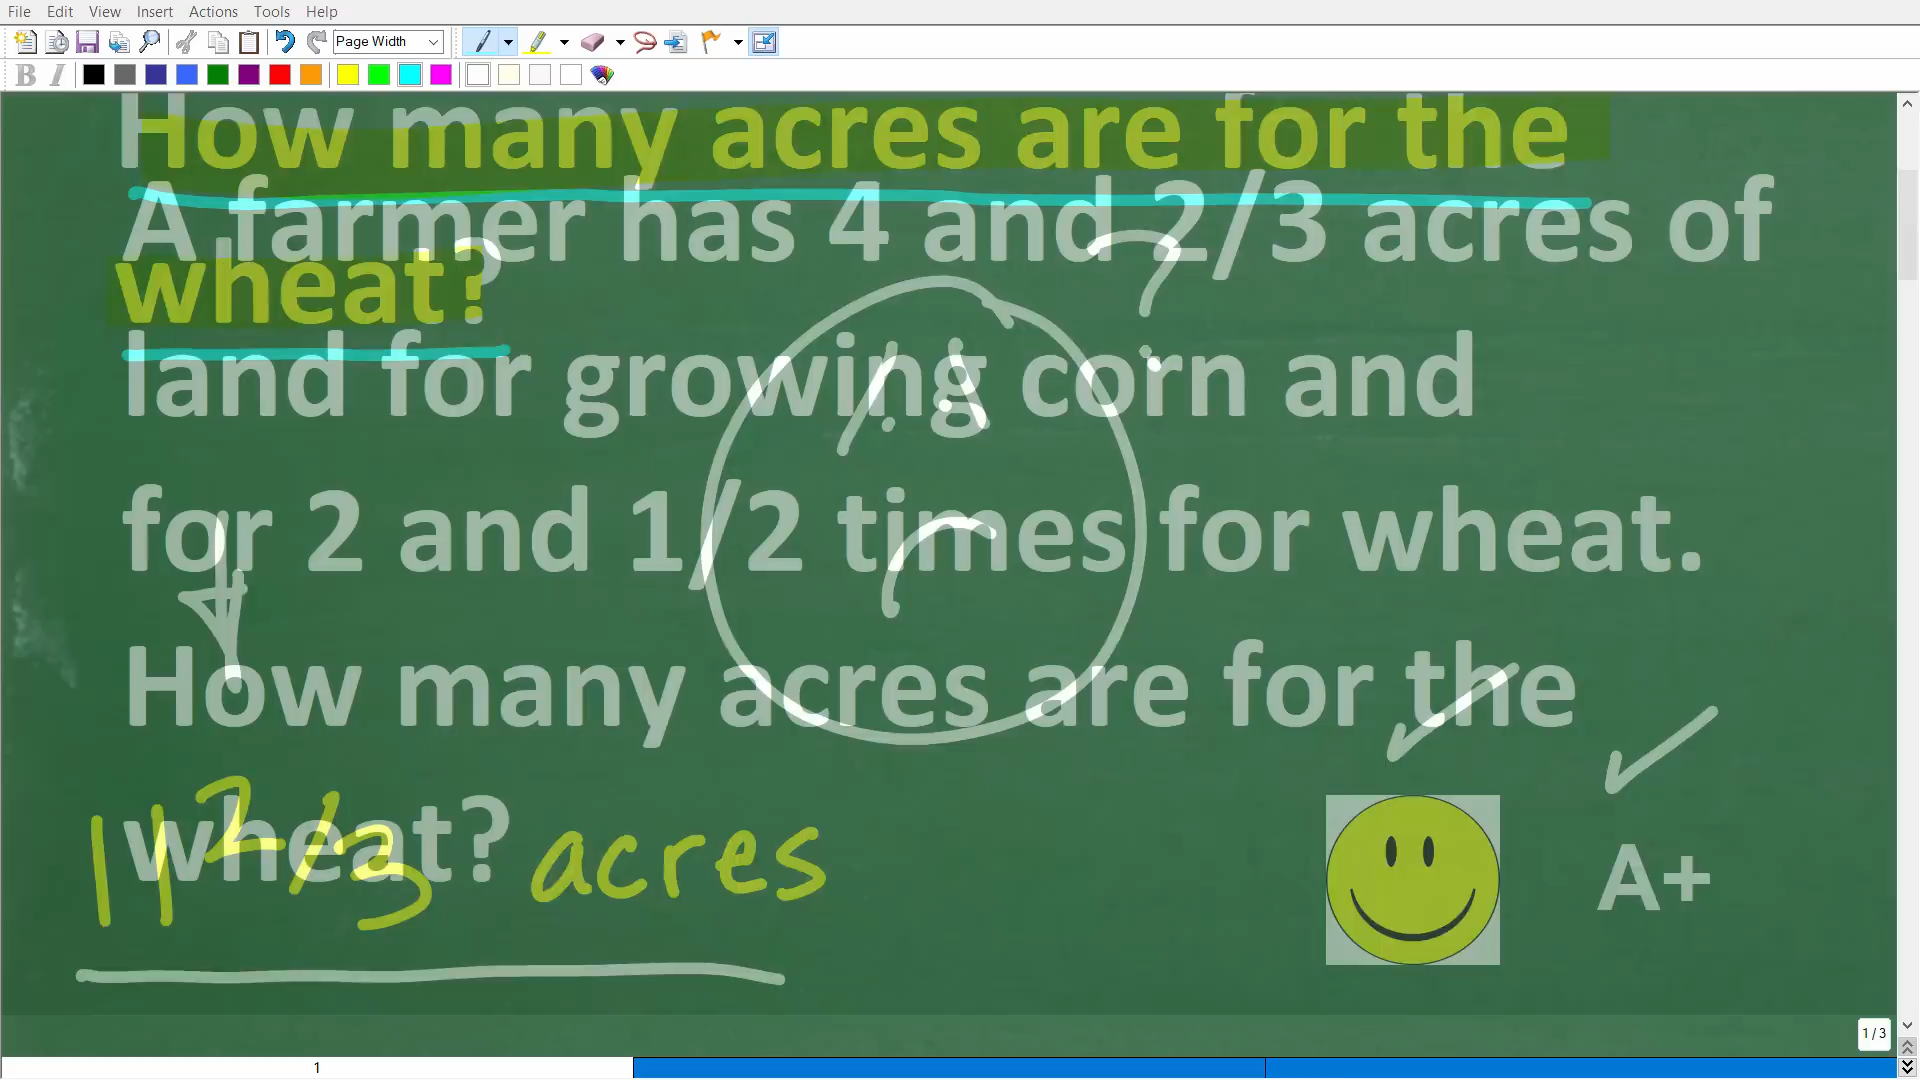 File Edit View Insert Actions Tools Help
Page Width
B I
How many acres are for the
A farmer has 4 and 2/3 acres of
wheat?
land for growing corn and
for 2 and 1/2 times for wheat.
How many acres are for the
wheat?
11 2/3 acres
A+
1 / 3
1